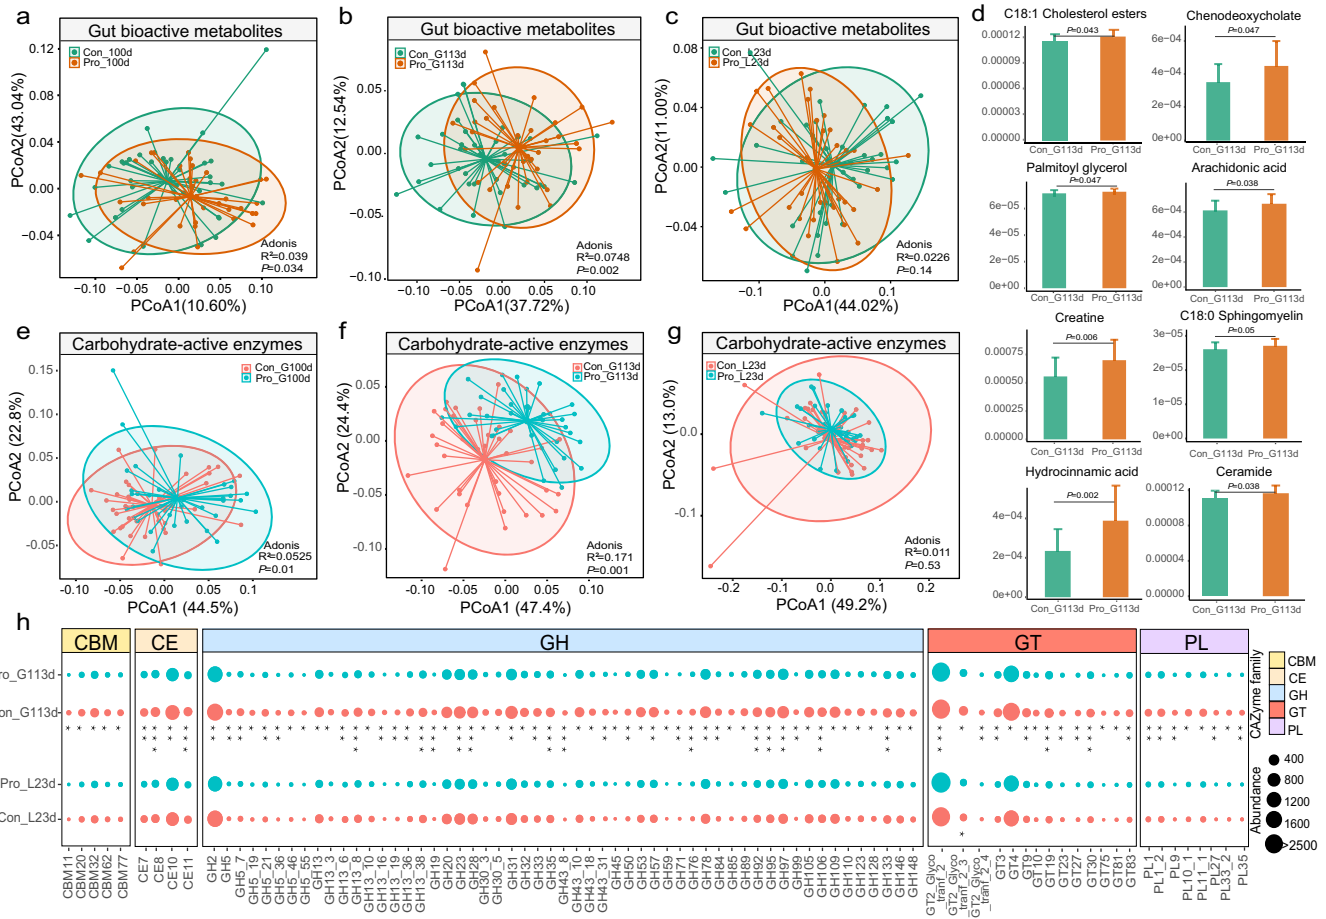 a
Gut bioactive metabolites
Con_100d
Pro_100d
0.12
0.08
0.04
0.00
−0.04
PCoA2(43.04%)
Adonis
R²=0.039
P=0.034
−0.10
−0.05
0.00
0.05
0.10
PCoA1(10.60%)
b
Gut bioactive metabolites
Con_G113d
Pro_G113d
0.05
0.00
−0.05
−0.10
PCoA2(12.54%)
Adonis
R²=0.0748
P=0.002
−0.10
−0.05
0.00
0.05
0.10
PCoA1(37.72%)
c
Gut bioactive metabolites
Con_L23d
Pro_L23d
0.08
0.04
0.00
−0.04
PCoA2(11.00%)
Adonis
R²=0.0226
P=0.14
−0.1
0.0
0.1
PCoA1(44.02%)
d
C18:1 Cholesterol esters
P=0.043
0.00012
0.00009
0.00006
0.00003
0.00000
Con_G113d
Pro_G113d
Chenodeoxycholate
P=0.047
6e−04
4e−04
2e−04
0e+00
Con_G113d
Pro_G113d
Palmitoyl glycerol
P=0.047
6e−05
4e−05
2e−05
0e+00
Con_G113d
Pro_G113d
Arachidonic acid
P=0.038
6e−04
4e−04
2e−04
0e+00
Con_G113d
Pro_G113d
Creatine
P=0.006
0.00075
0.00050
0.00025
0.00000
Con_G113d
Pro_G113d
C18:0 Sphingomyelin
P=0.05
3e−05
2e−05
1e−05
0e+00
Con_G113d
Pro_G113d
Hydrocinnamic acid
P=0.002
4e−04
2e−04
0e+00
Con_G113d
Pro_G113d
Ceramide
P=0.038
0.00012
0.00008
0.00004
0.00000
Con_G113d
Pro_G113d
e
Carbohydrate-active enzymes
Con_G100d
Pro_G100d
0.15
0.10
0.05
0.00
−0.05
PCoA2 (22.8%)
Adonis
R²=0.0525
P=0.01
−0.10
−0.05
0.00
0.05
0.1
PCoA1 (44.5%)
f
Carbohydrate-active enzymes
Con_G113d
Pro_G113d
0.05
0.00
−0.05
−0.10
PCoA2 (24.4%)
Adonis
R²=0.171
P=0.001
−0.10
−0.05
0.00
0.05
0.10
PCoA1 (47.4%)
g
Carbohydrate-active enzymes
Con_L23d
Pro_L23d
0.0
-0.1
PCoA2 (13.0%)
Adonis
R²=0.011
P=0.53
-0.2
-0.1
0.0
0.1
0.2
PCoA1 (49.2%)
h
CBM
CE
GH
GT
PL
ro_G113d
on_G113d
Pro_L23d
Con_L23d
CBM11
CBM20
CBM32
CBM62
CBM77
CE7
CE8
CE10
CE11
GH2
GH5
GH5_7
GH5_19
GH5_21
GH5_36
GH5_46
GH5_55
GH13
GH13_3
GH13_6
GH13_8
GH13_10
GH13_16
GH13_19
GH13_36
GH13_38
GH19
GH20
GH23
GH28
GH30_3
GH30_5
GH31
GH32
GH33
GH35
GH43_8
GH43_10
GH43_18
GH43_31
GH45
GH50
GH53
GH57
GH59
GH71
GH76
GH78
GH84
GH85
GH89
GH92
GH95
GH97
GH99
GH105
GH106
GH109
GH110
GH123
GH128
GH133
GH146
GH148
GT2_Glyco
_tranf_2
GT2_Glyco
_tranf_2_3
GT2_Glyco
_tranf_2_4
GT3
GT4
GT9
GT10
GT19
GT23
GT27
GT30
GT75
GT81
GT83
PL1
PL1_2
PL9
PL10_1
PL11_1
PL27
PL33_2
PL35
CAZyme family
CBM
CE
GH
GT
PL
Abundance
400
800
1200
1600
>2500